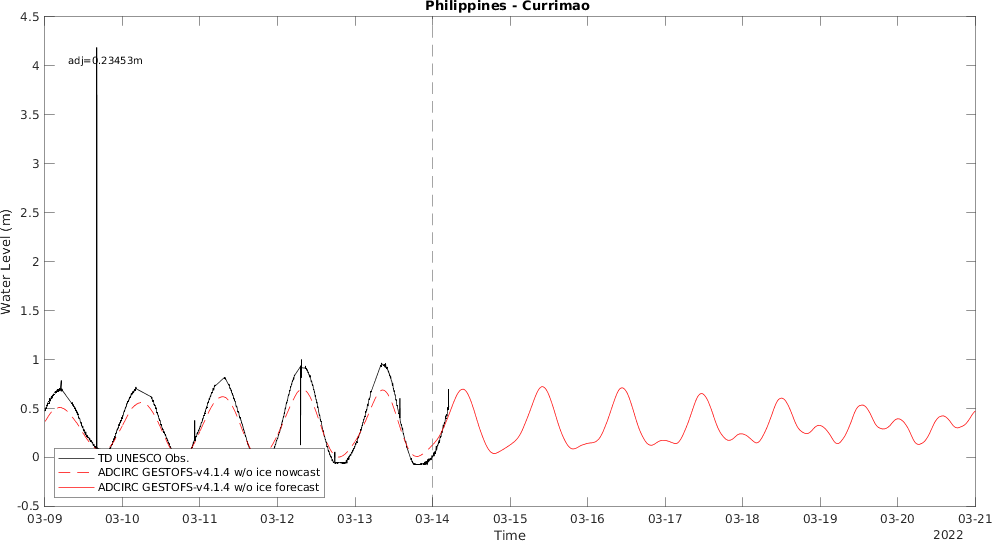 Philippines - Currimao
adj=0.23453m
4.5
4
3.5
3
2.5
2
1.5
1
0.5
0
-0.5
Water Level (m)
TD UNESCO Obs.
ADCIRC GESTOFS-v4.1.4 w/o ice nowcast
ADCIRC GESTOFS-v4.1.4 w/o ice forecast
03-09 03-10 03-11 03-12 03-13 03-14 03-15 03-16 03-17 03-18 03-19 03-20 03-21
Time
2022